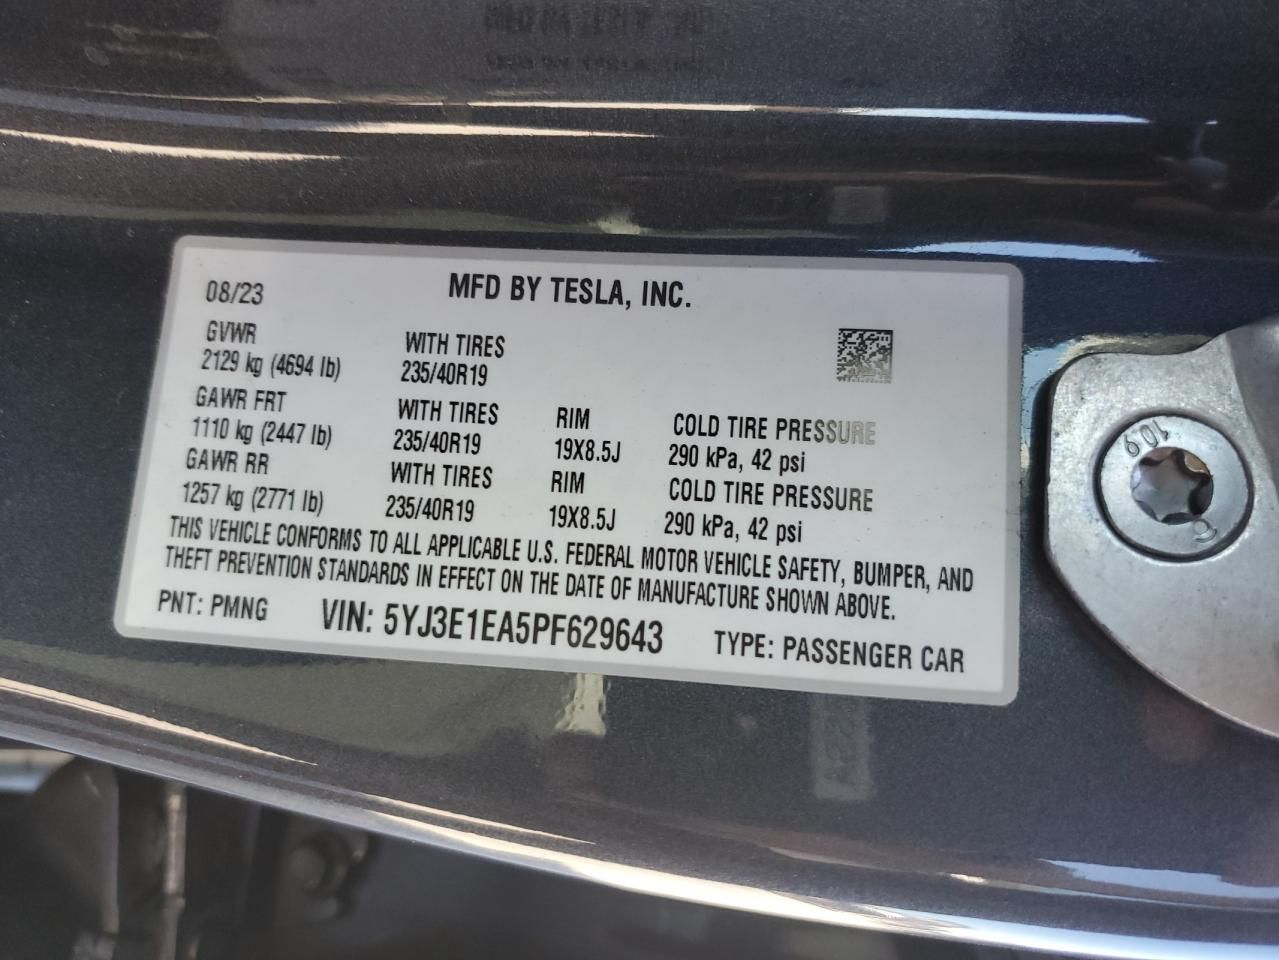 08/23 MFD BY TESLA, INC.
GVWR WITH TIRES
2129 kg (4694 lb) 235/40R19
GAWR FRT WITH TIRES RIM COLD TIRE PRESSURE
1110 kg (2447 lb) 235/40R19 19X8.5J 290 kPa, 42 psi
GAWR RR WITH TIRES RIM COLD TIRE PRESSURE
1257 kg (2771 lb) 235/40R19 19X8.5J 290 kPa, 42 psi
THIS VEHICLE CONFORMS TO ALL APPLICABLE U.S. FEDERAL MOTOR VEHICLE SAFETY, BUMPER, AND
THEFT PREVENTION STANDARDS IN EFFECT ON THE DATE OF MANUFACTURE SHOWN ABOVE.
PNT: PMNG VIN: 5YJ3E1EA5PF629643 TYPE: PASSENGER CAR
10.9